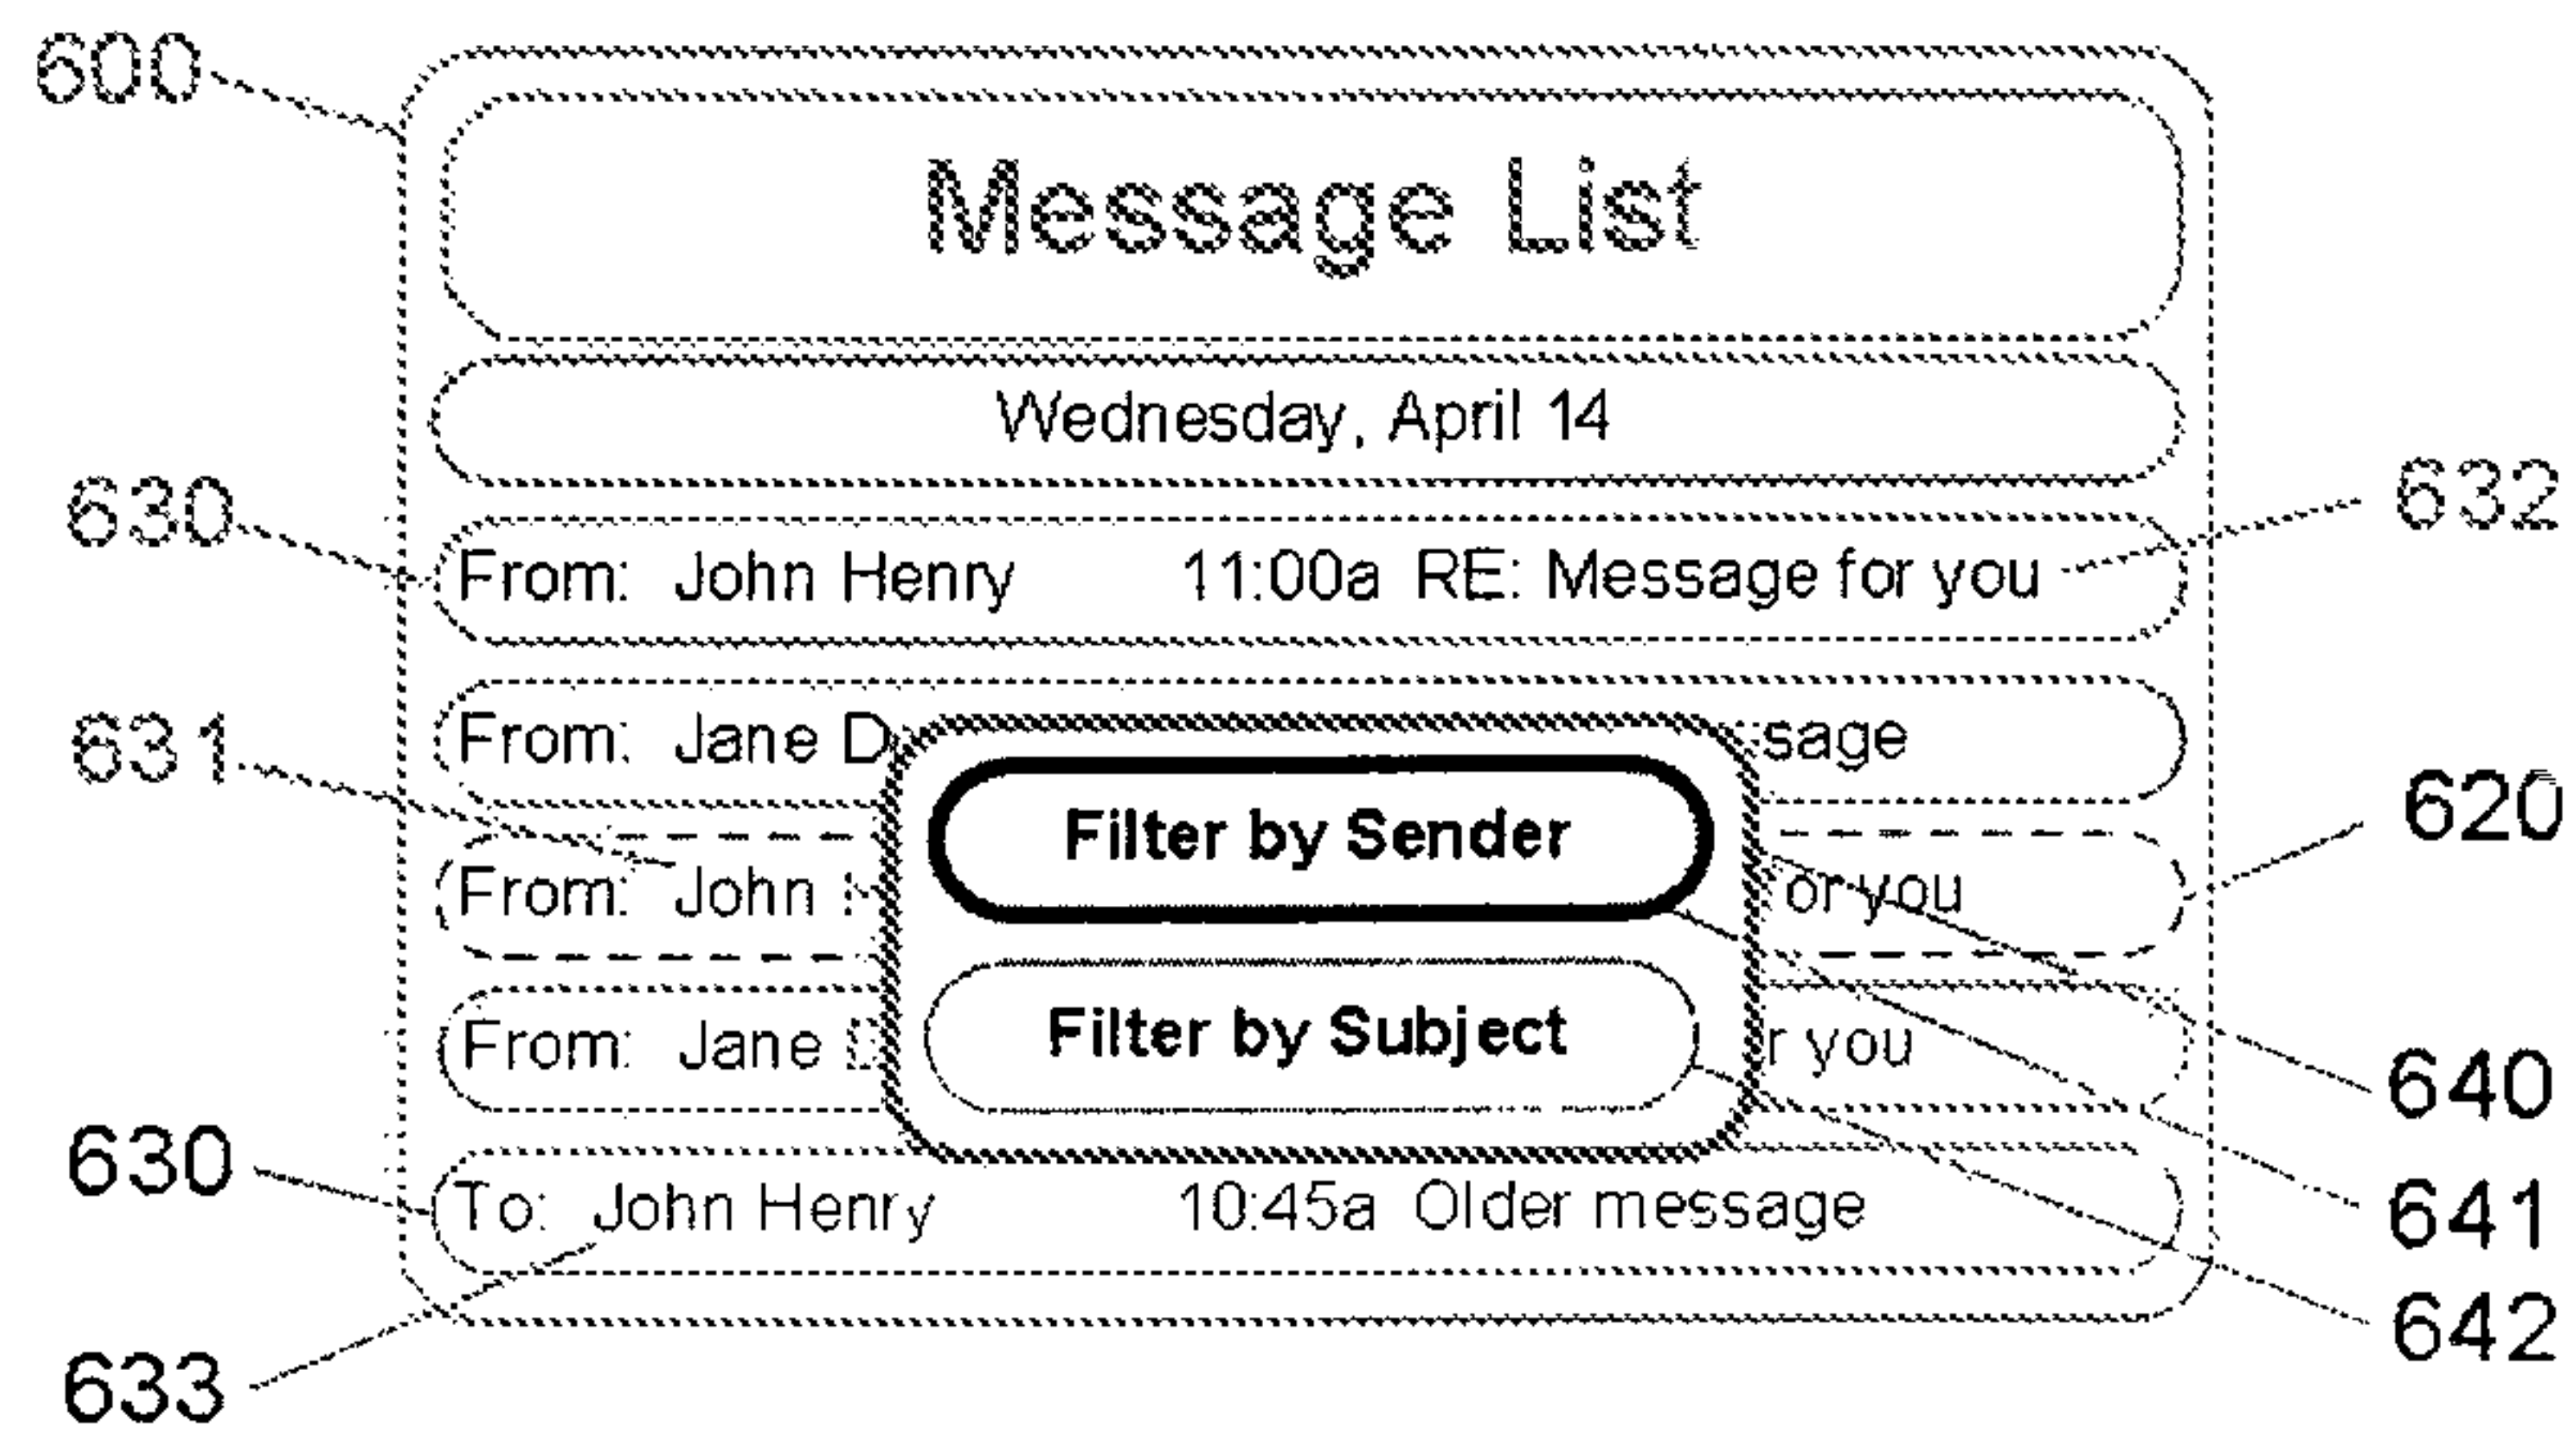 600
Message List
Wednesday, April 14
630
632
From: John Henry 11:00a RE: Message for you
631
From: Jane D sage
Filter by Sender
620
From: John or you
From: Jane r you
Filter by Subject
640
630
To: John Henry 10:45a Older message
641
642
633